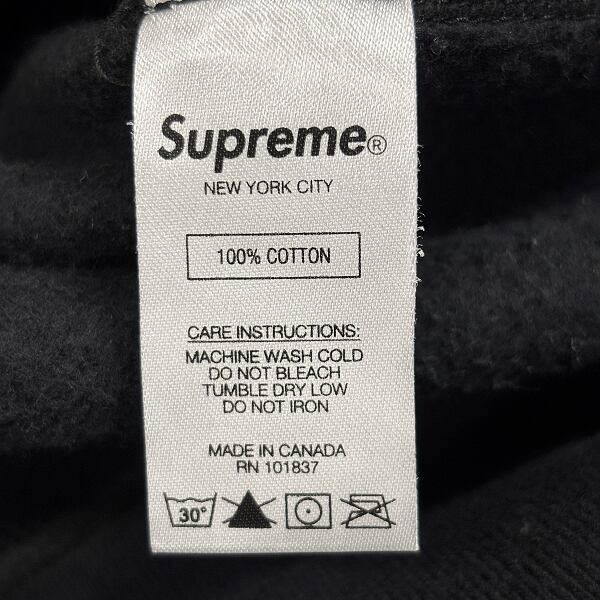 Supreme®
NEW YORK CITY
100% COTTON
CARE INSTRUCTIONS:
MACHINE WASH COLD
DO NOT BLEACH
TUMBLE DRY LOW
DO NOT IRON
MADE IN CANADA
RN 101837
30°